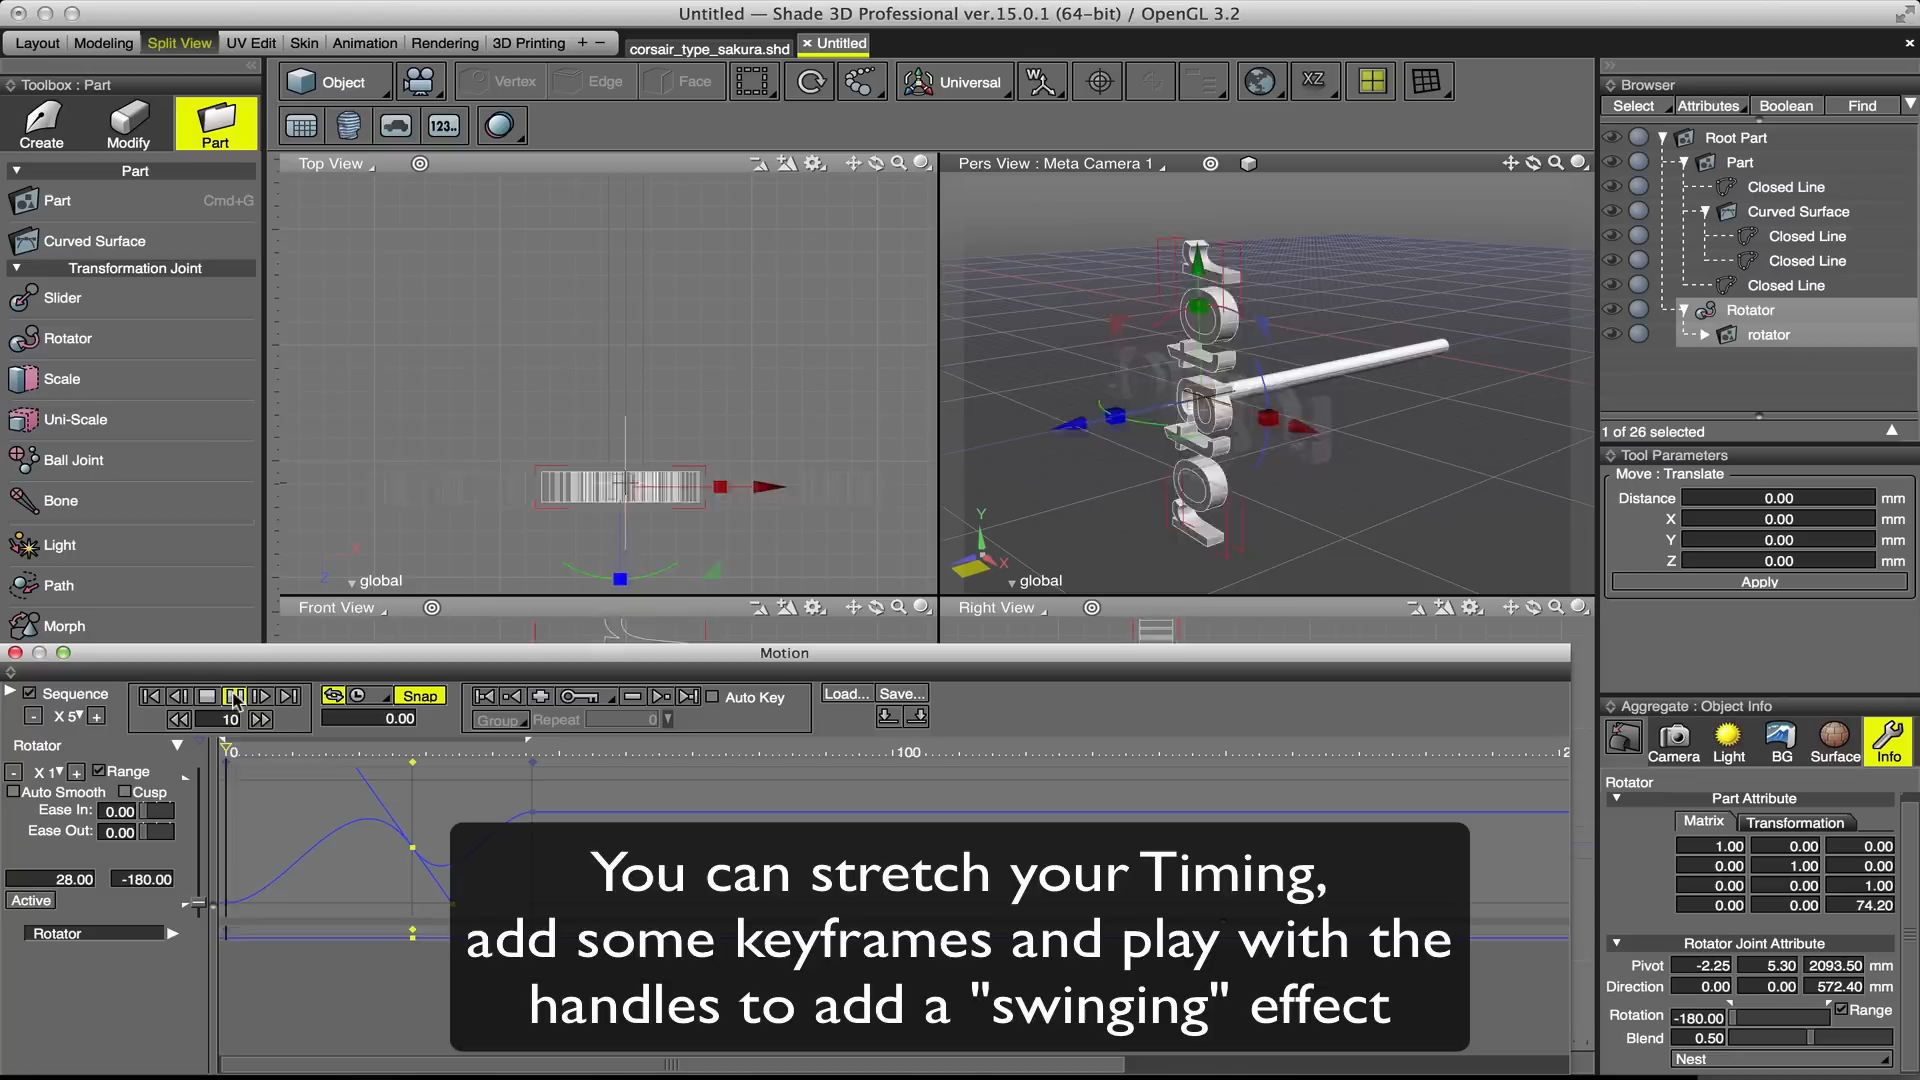 Untitled — Shade 3D Professional ver.15.0.1 (64-bit) / OpenGL 3.2
Layout Modeling Split View UV Edit Skin Animation Rendering 3D Printing + −
corsair_type_sakura.shd × Untitled ×
Toolbox : Part
Create Modify Part
Part
Part Cmd+G
Curved Surface
Transformation Joint
Slider
Rotator
Scale
Uni-Scale
Ball Joint
Bone
Light
Path
Morph
Object Vertex Edge Face Universal W XZ
123..
Top View
X
Z
global
Pers View : Meta Camera 1
Y
X
global
Front View
Right View
Browser
Select Attributes Boolean Find
Root Part
Part
Closed Line
Curved Surface
Closed Line
Closed Line
Closed Line
Rotator
rotator
1 of 26 selected
Tool Parameters
Move : Translate
Distance 0.00 mm
X 0.00 mm
Y 0.00 mm
Z 0.00 mm
Apply
Motion
Sequence
- X 5 +
10
Snap
0.00
Auto Key
Group Repeat 0
Load... Save...
Rotator
- X 1 + Range
Auto Smooth Cusp
Ease In: 0.00
Ease Out: 0.00
28.00 -180.00
Active
Rotator
0 100 2
You can stretch your Timing,
add some keyframes and play with the
handles to add a "swinging" effect
Aggregate : Object Info
Camera Light BG Surface Info
Rotator
Part Attribute
Matrix Transformation
1.00 0.00 0.00
0.00 1.00 0.00
0.00 0.00 1.00
0.00 0.00 74.20
Rotator Joint Attribute
Pivot -2.25 5.30 2093.50 mm
Direction 0.00 0.00 572.40 mm
Rotation -180.00 Range
Blend 0.50
Nest